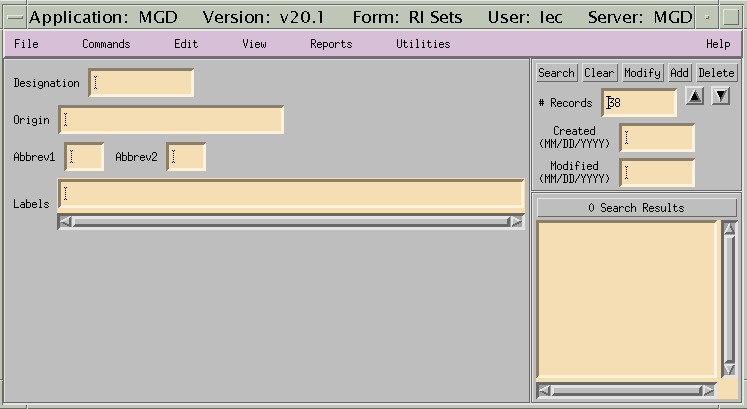 Application: MGD Version: v20.1 Form: RI Sets User: lec Server: MGD
File Commands Edit View Reports Utilities Help
Designation
Origin
Abbrev1 Abbrev2
Labels
Search Clear Modify Add Delete
# Records 38
Created
(MM/DD/YYYY)
Modified
(MM/DD/YYYY)
0 Search Results